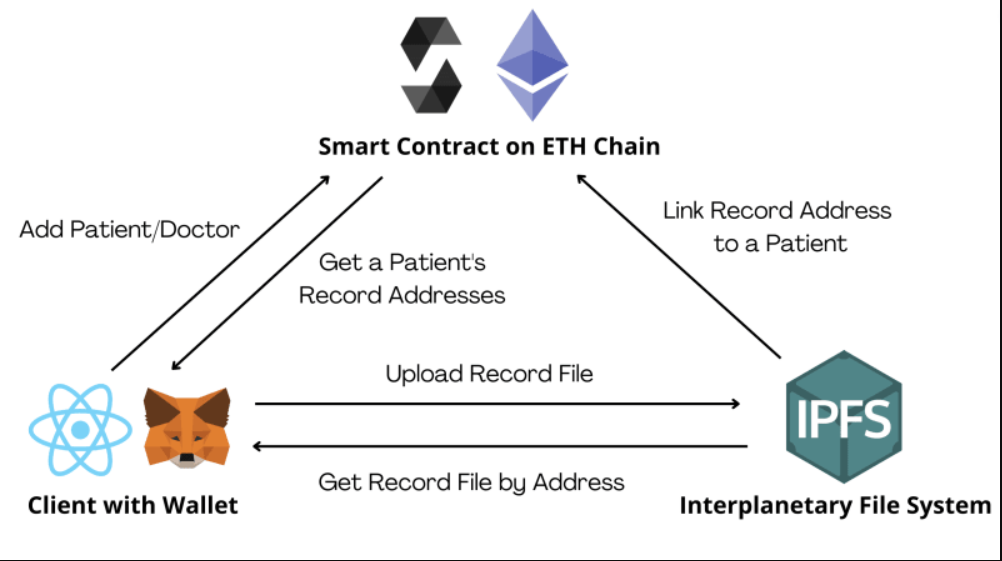 Smart Contract on ETH Chain
Add Patient/Doctor
Link Record Address
to a Patient
Get a Patient's
Record Addresses
Upload Record File
IPFS
Get Record File by Address
Client with Wallet
Interplanetary File System